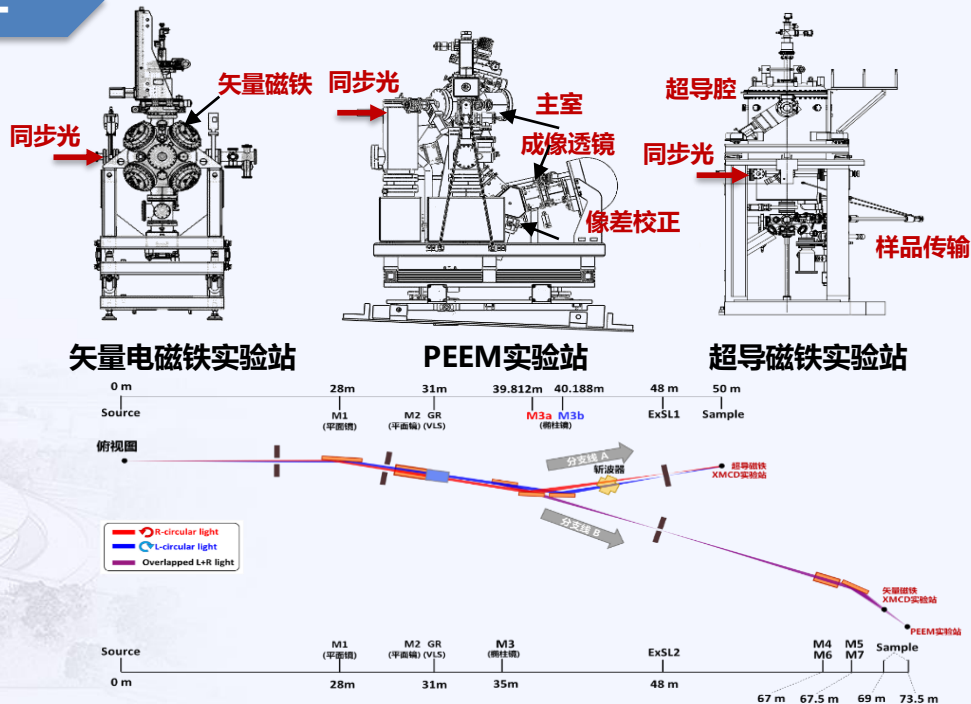 矢量磁铁
同步光
同步光
主室
成像透镜
像差校正
超导腔
同步光
样品传输
矢量电磁铁实验站
PEEM实验站
超导磁铁实验站
0 m
28m
31m
39.812m
40.188m
48 m
50 m
Source
M1
(平面镜)
M2 GR
(平面镜) (VLS)
M3a M3b
(椭柱镜)
ExSL1
Sample
俯视图
分支线 A
斩波器
超导磁铁
XMCD实验站
分支线 B
R-circular light
L-circular light
Overlapped L+R light
矢量磁铁
XMCD实验站
PEEM实验站
Source
M1
(平面镜)
M2 GR
(平面镜) (VLS)
M3
(椭柱镜)
ExSL2
M4
M6
M5
M7
Sample
0 m
28m
31m
35m
48 m
67 m
67.5 m
69 m
73.5 m